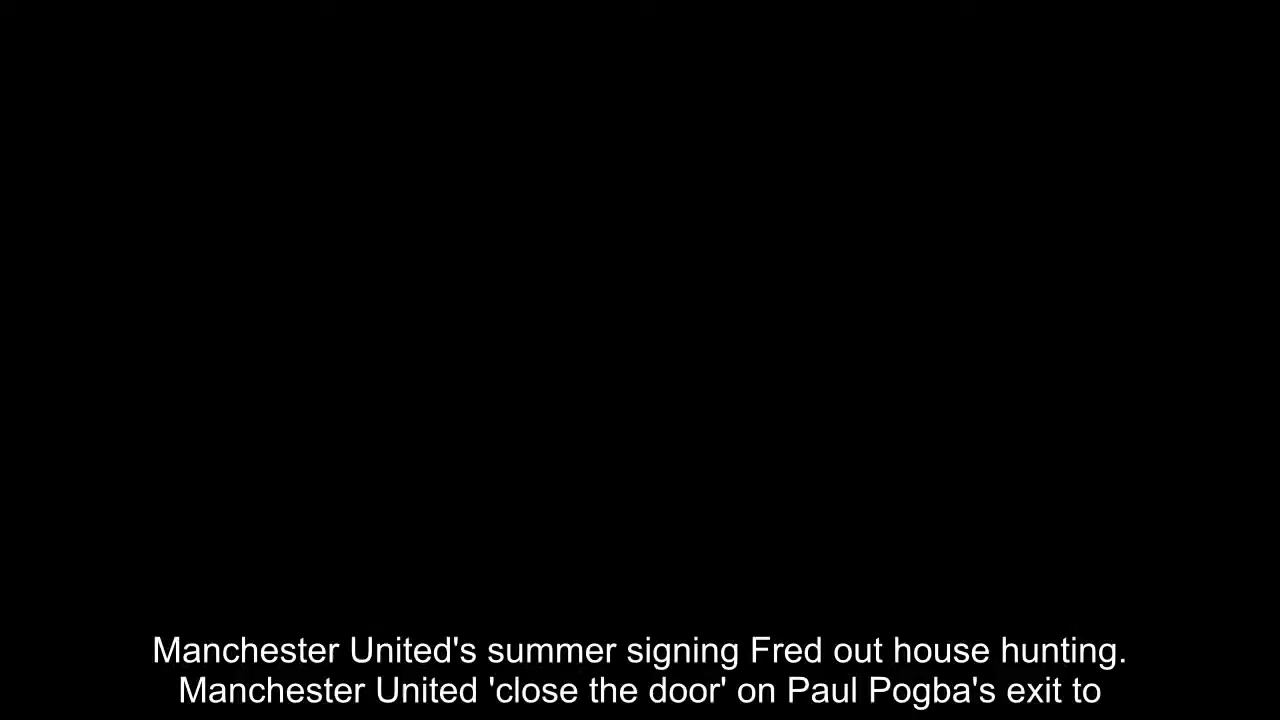 Manchester United's summer signing Fred out house hunting.
Manchester United 'close the door' on Paul Pogba's exit to